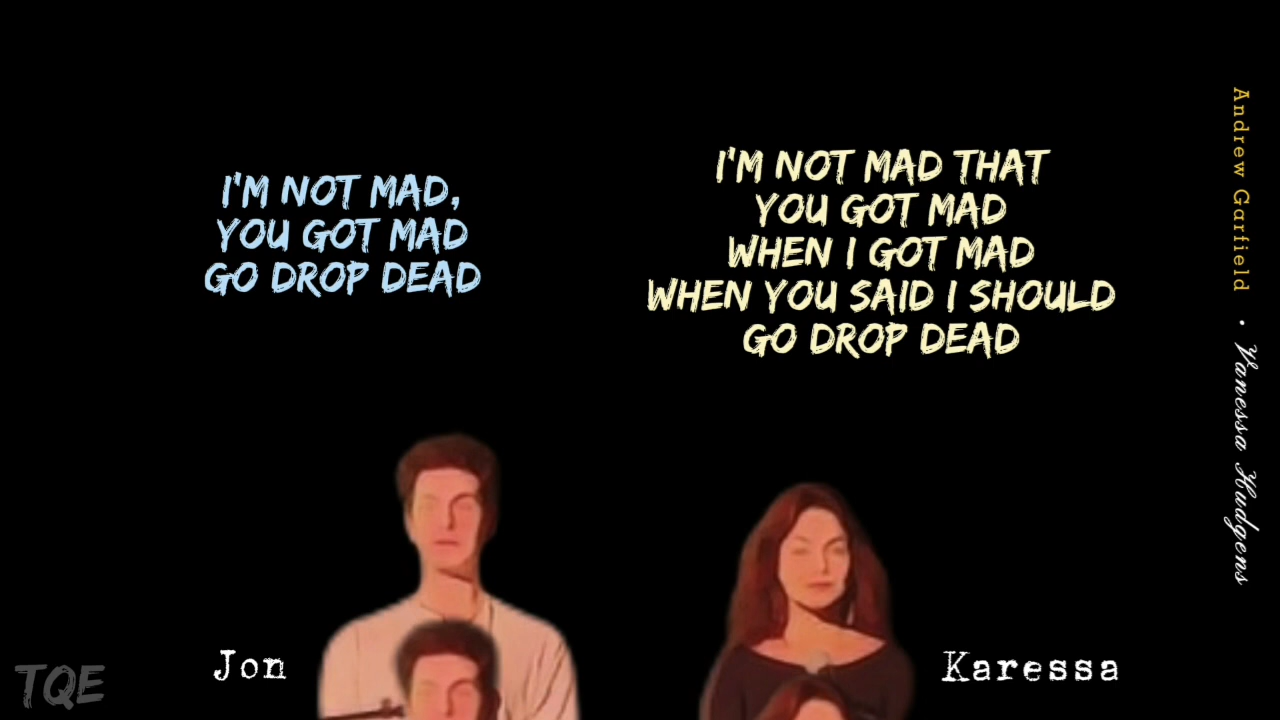 I'M NOT MAD,
YOU GOT MAD
GO DROP DEAD
I'M NOT MAD THAT
YOU GOT MAD
WHEN I GOT MAD
WHEN YOU SAID I SHOULD
GO DROP DEAD
Jon
Karessa
TQE
Andrew Garfield • Vanessa Hudgens